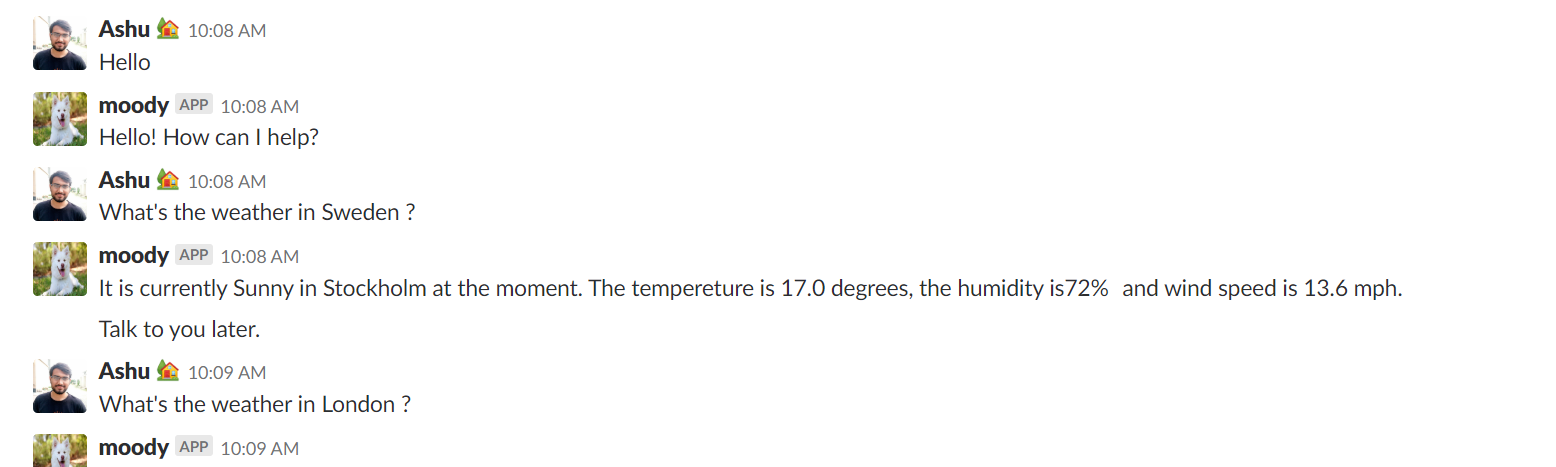 Ashu 🏡 10:08 AM
Hello
moody APP 10:08 AM
Hello! How can I help?
Ashu 🏡 10:08 AM
What's the weather in Sweden ?
moody APP 10:08 AM
It is currently Sunny in Stockholm at the moment. The tempereture is 17.0 degrees, the humidity is72%  and wind speed is 13.6 mph.
Talk to you later.
Ashu 🏡 10:09 AM
What's the weather in London ?
moody APP 10:09 AM